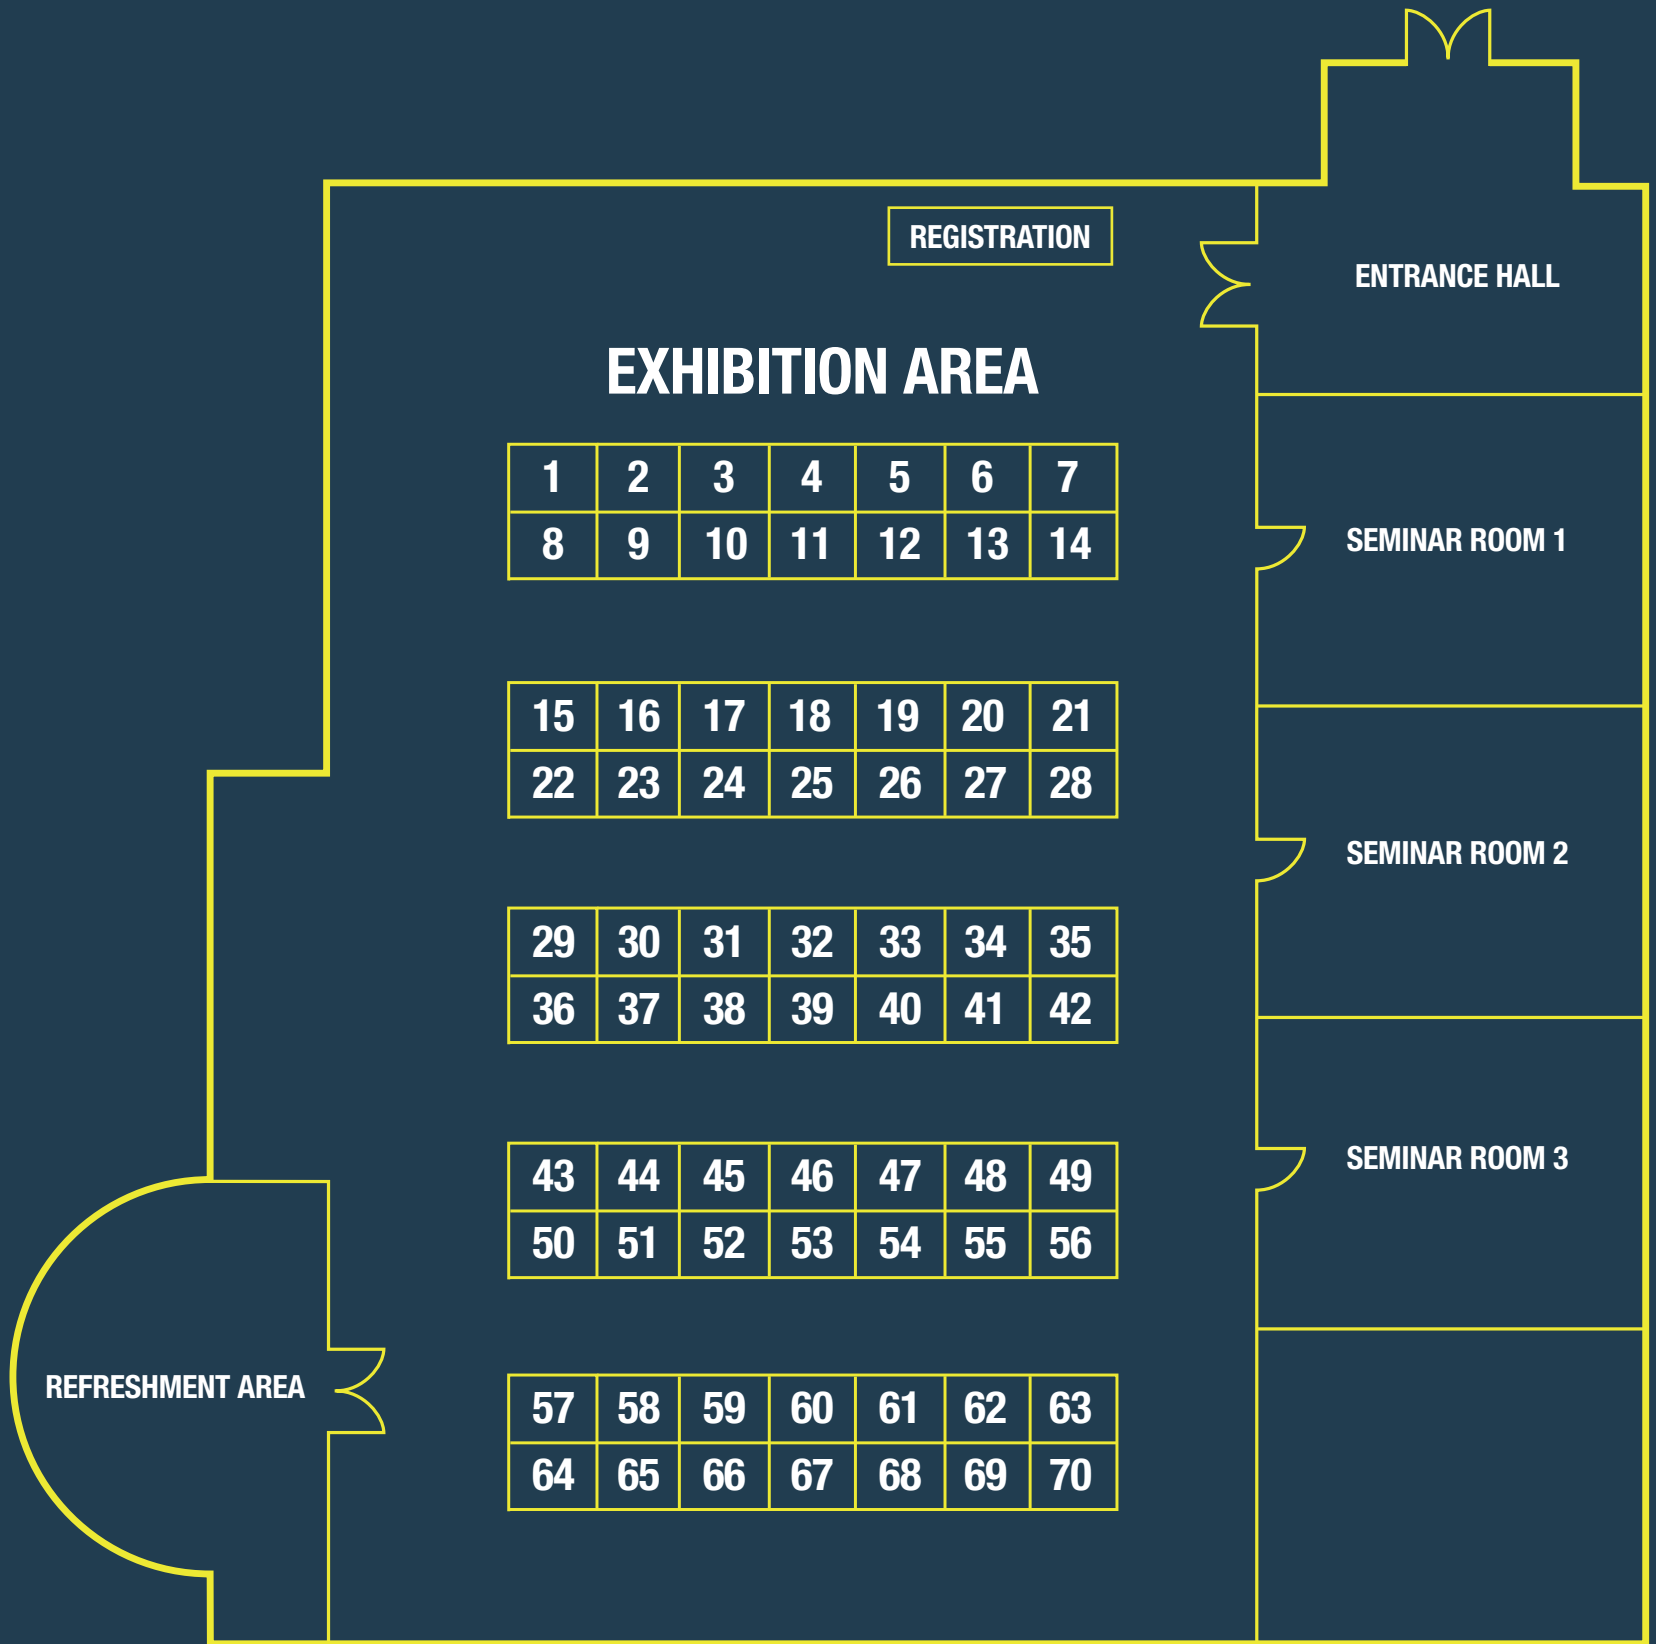 REGISTRATION
ENTRANCE HALL
EXHIBITION AREA
1 2 3 4 5 6 7
8 9 10 11 12 13 14
SEMINAR ROOM 1
15 16 17 18 19 20 21
22 23 24 25 26 27 28
SEMINAR ROOM 2
29 30 31 32 33 34 35
36 37 38 39 40 41 42
43 44 45 46 47 48 49
SEMINAR ROOM 3
50 51 52 53 54 55 56
REFRESHMENT AREA
57 58 59 60 61 62 63
64 65 66 67 68 69 70